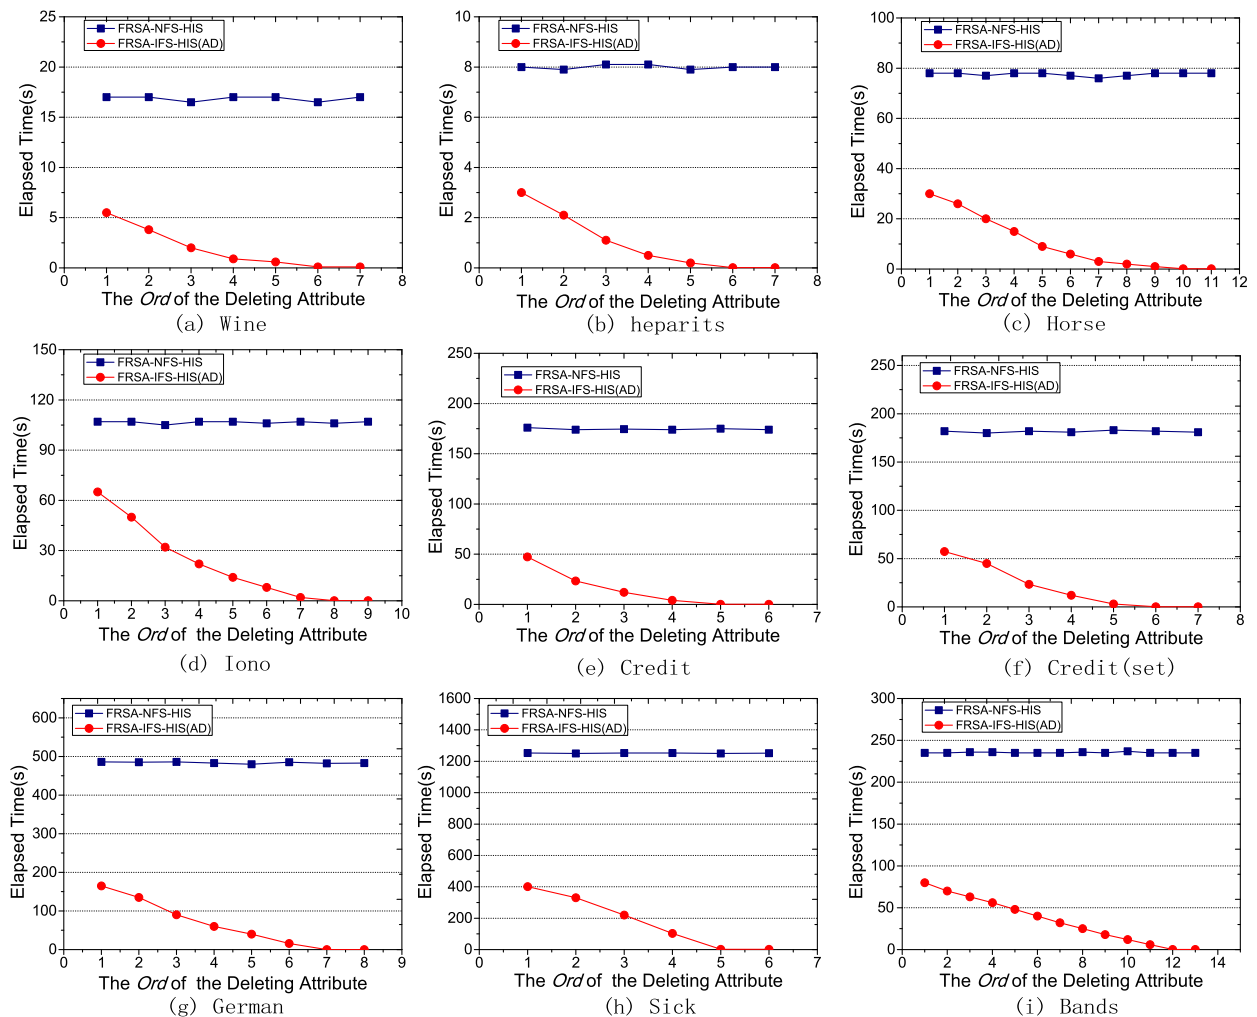 FRSA-NFS-HIS
FRSA-IFS-HIS(AD)
Elapsed Time(s)
25
20
15
10
5
0
0 1 2 3 4 5 6 7 8
The Ord of the Deleting Attribute
(a) Wine
FRSA-NFS-HIS
FRSA-IFS-HIS(AD)
Elapsed Time(s)
10
8
6
4
2
0
0 1 2 3 4 5 6 7 8
The Ord of the Deleting Attribute
(b) heparits
FRSA-NFS-HIS
FRSA-IFS-HIS(AD)
Elapsed Time(s)
100
80
60
40
20
0
0 1 2 3 4 5 6 7 8 9 10 11 12
The Ord of the Deleting Attribute
(c) Horse
FRSA-NFS-HIS
FRSA-IFS-HIS(AD)
Elapsed Time(s)
150
120
90
60
30
0
0 1 2 3 4 5 6 7 8 9 10
The Ord of the Deleting Attribute
(d) Iono
FRSA-NFS-HIS
FRSA-IFS-HIS(AD)
Elapsed Time(s)
250
200
150
100
50
0
0 1 2 3 4 5 6 7
The Ord of the Deleting Attribute
(e) Credit
FRSA-NFS-HIS
FRSA-IFS-HIS(AD)
Elapsed Time(s)
250
200
150
100
50
0
0 1 2 3 4 5 6 7 8
The Ord of the Deleting Attribute
(f) Credit(set)
FRSA-NFS-HIS
FRSA-IFS-HIS(AD)
Elapsed Time(s)
600
500
400
300
200
100
0
0 1 2 3 4 5 6 7 8 9
The Ord of the Deleting Attribute
(g) German
FRSA-NFS-HIS
FRSA-IFS-HIS(AD)
Elapsed Time(s)
1600
1400
1200
1000
800
600
400
200
0
0 1 2 3 4 5 6 7
The Ord of the Deleting Attribute
(h) Sick
FRSA-NFS-HIS
FRSA-IFS-HIS(AD)
Elapsed Time(s)
300
250
200
150
100
50
0
0 2 4 6 8 10 12 14
The Ord of the Deleting Attribute
(i) Bands